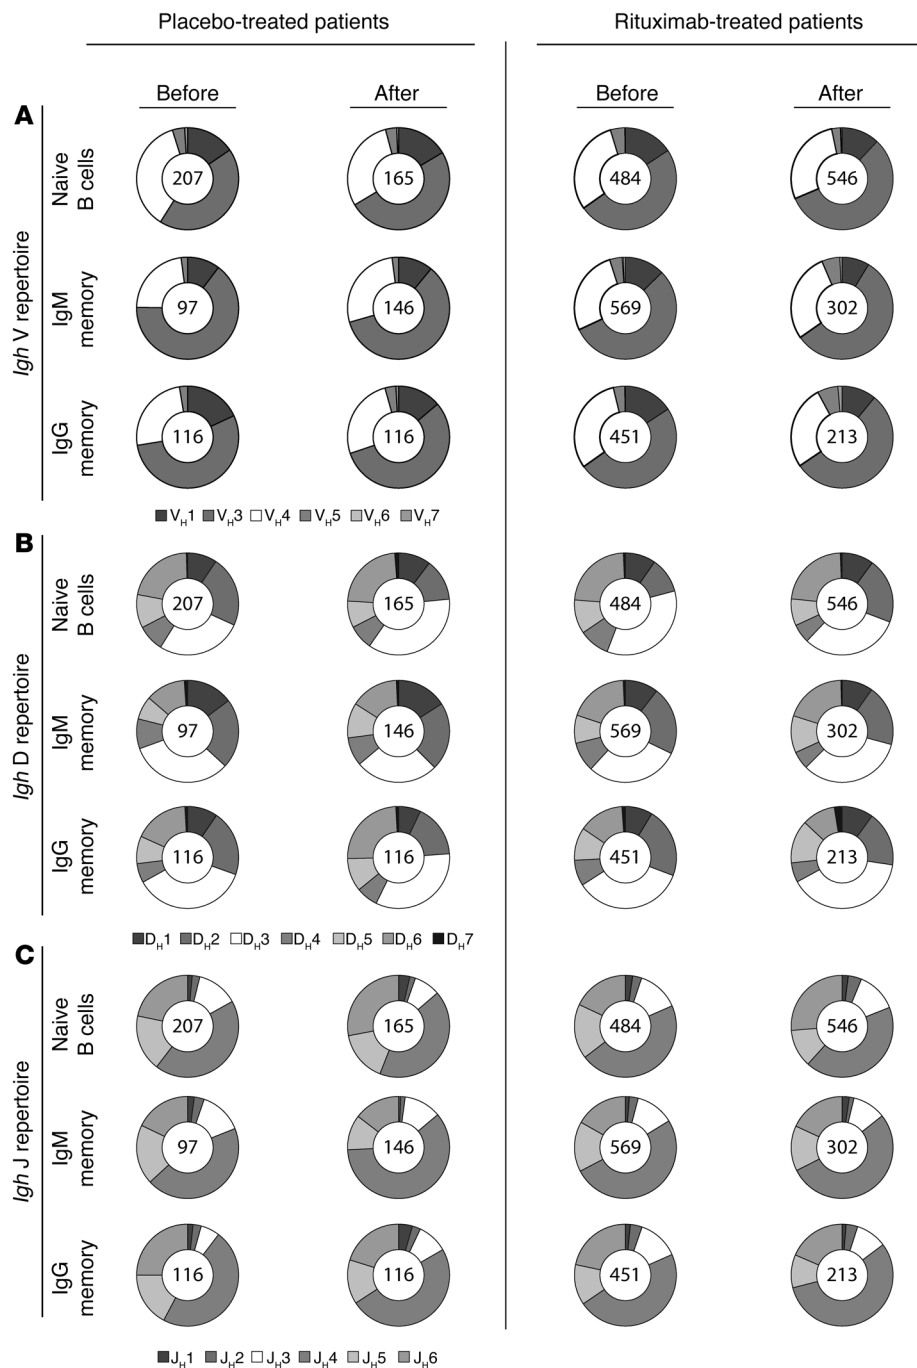 Placebo-treated patients Rituximab-treated patients
Before After Before After
A
Igh V repertoire
Naive
B cells
207 165 484 546
IgM
memory
97 146 569 302
IgG
memory
116 116 451 213
VH1 VH3 VH4 VH5 VH6 VH7
B
Igh D repertoire
Naive
B cells
207 165 484 546
IgM
memory
97 146 569 302
IgG
memory
116 116 451 213
DH1 DH2 DH3 DH4 DH5 DH6 DH7
C
Igh J repertoire
Naive
B cells
207 165 484 546
IgM
memory
97 146 569 302
IgG
memory
116 116 451 213
JH1 JH2 JH3 JH4 JH5 JH6